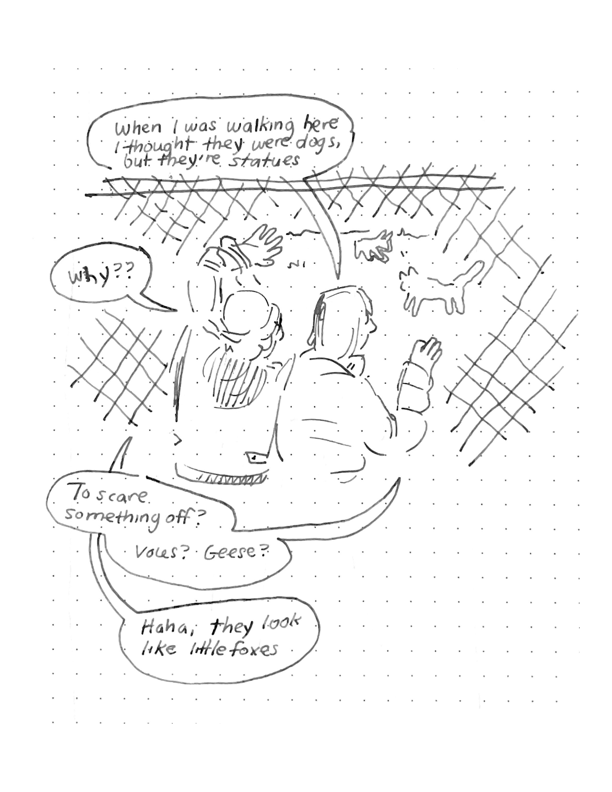 When I was walking here
I thought they were dogs,
but they're statues
Why??
To scare
something off?
Voles? Geese?
Haha, they look
like little foxes